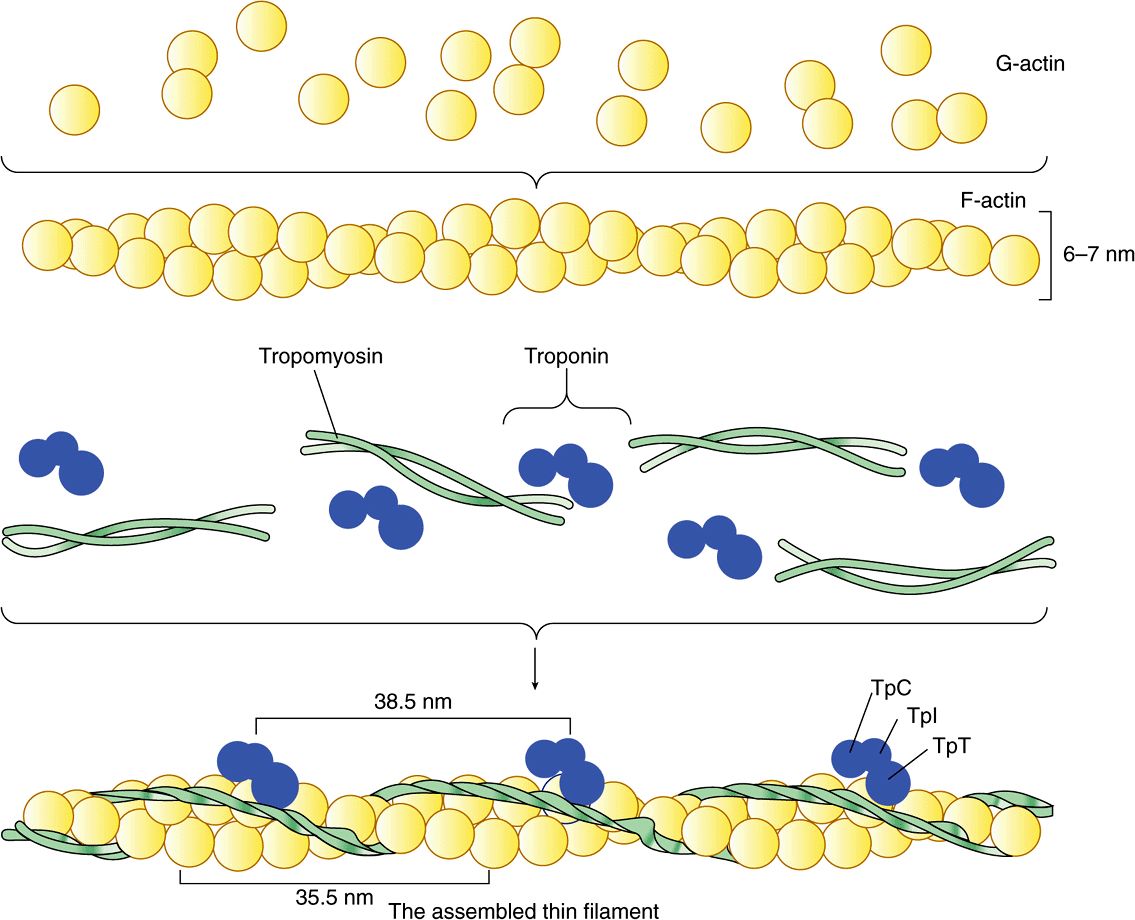 G-actin
F-actin
6–7 nm
Tropomyosin
Troponin
38.5 nm
TpC
TpI
TpT
35.5 nm
The assembled thin filament